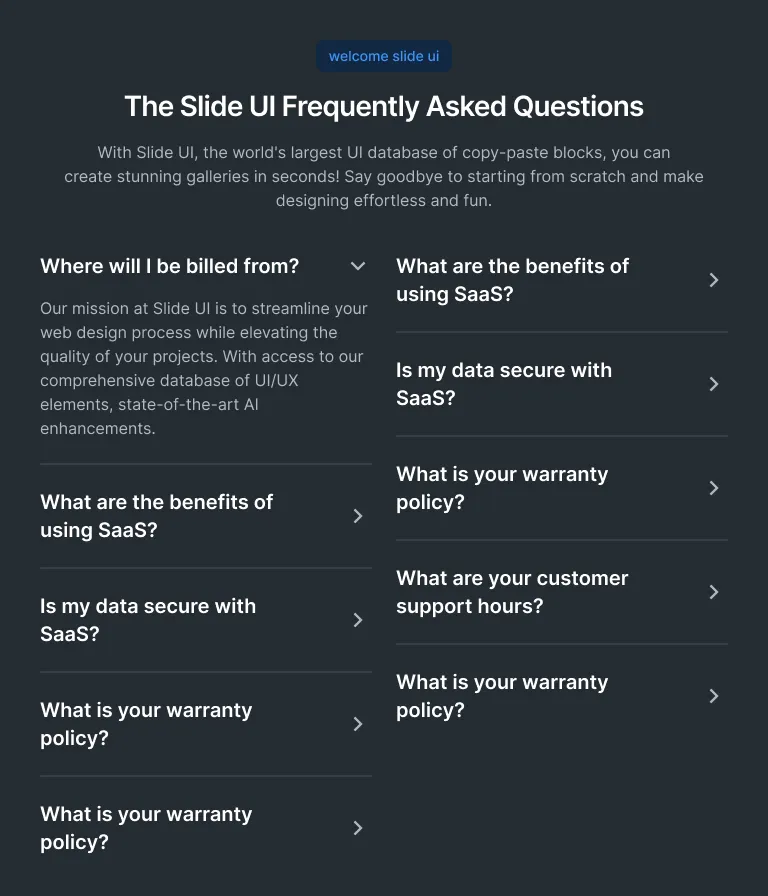 welcome slide ui
The Slide UI Frequently Asked Questions
With Slide UI, the world's largest UI database of copy-paste blocks, you can
create stunning galleries in seconds! Say goodbye to starting from scratch and make
designing effortless and fun.
Where will I be billed from?
Our mission at Slide UI is to streamline your
web design process while elevating the
quality of your projects. With access to our
comprehensive database of UI/UX
elements, state-of-the-art AI
enhancements.
What are the benefits of
using SaaS?
Is my data secure with
SaaS?
What is your warranty
policy?
What is your warranty
policy?
What are the benefits of
using SaaS?
Is my data secure with
SaaS?
What is your warranty
policy?
What are your customer
support hours?
What is your warranty
policy?